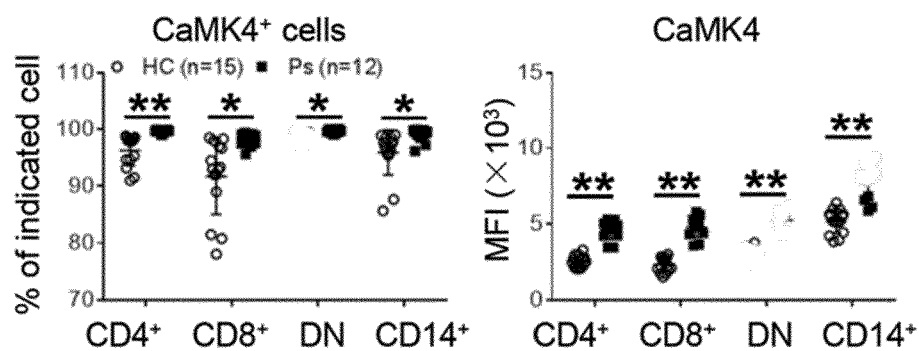 CaMK4⁺ cells
% of indicated cell
110
100
90
80
70
HC (n=15) Ps (n=12)
** * * *
CD4⁺ CD8⁺ DN CD14⁺
CaMK4
MFI (×10³)
15
10
5
0
** ** ** **
CD4⁺ CD8⁺ DN CD14⁺